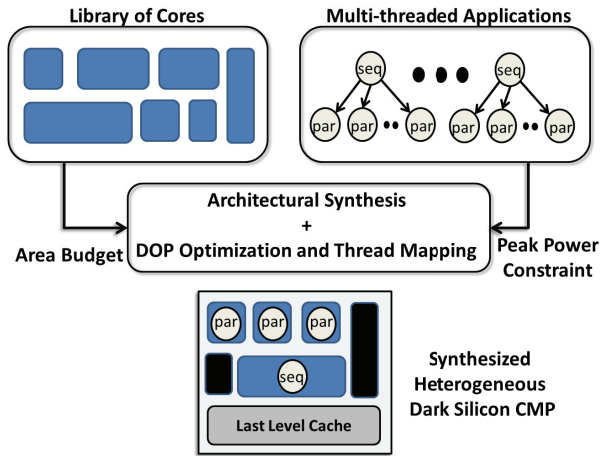 Library of Cores
Multi-threaded Applications
seq
seq
par
par
par
par
par
par
Architectural Synthesis
+
DOP Optimization and Thread Mapping
Area Budget
Peak Power
Constraint
par
par
par
seq
Last Level Cache
Synthesized
Heterogeneous
Dark Silicon CMP